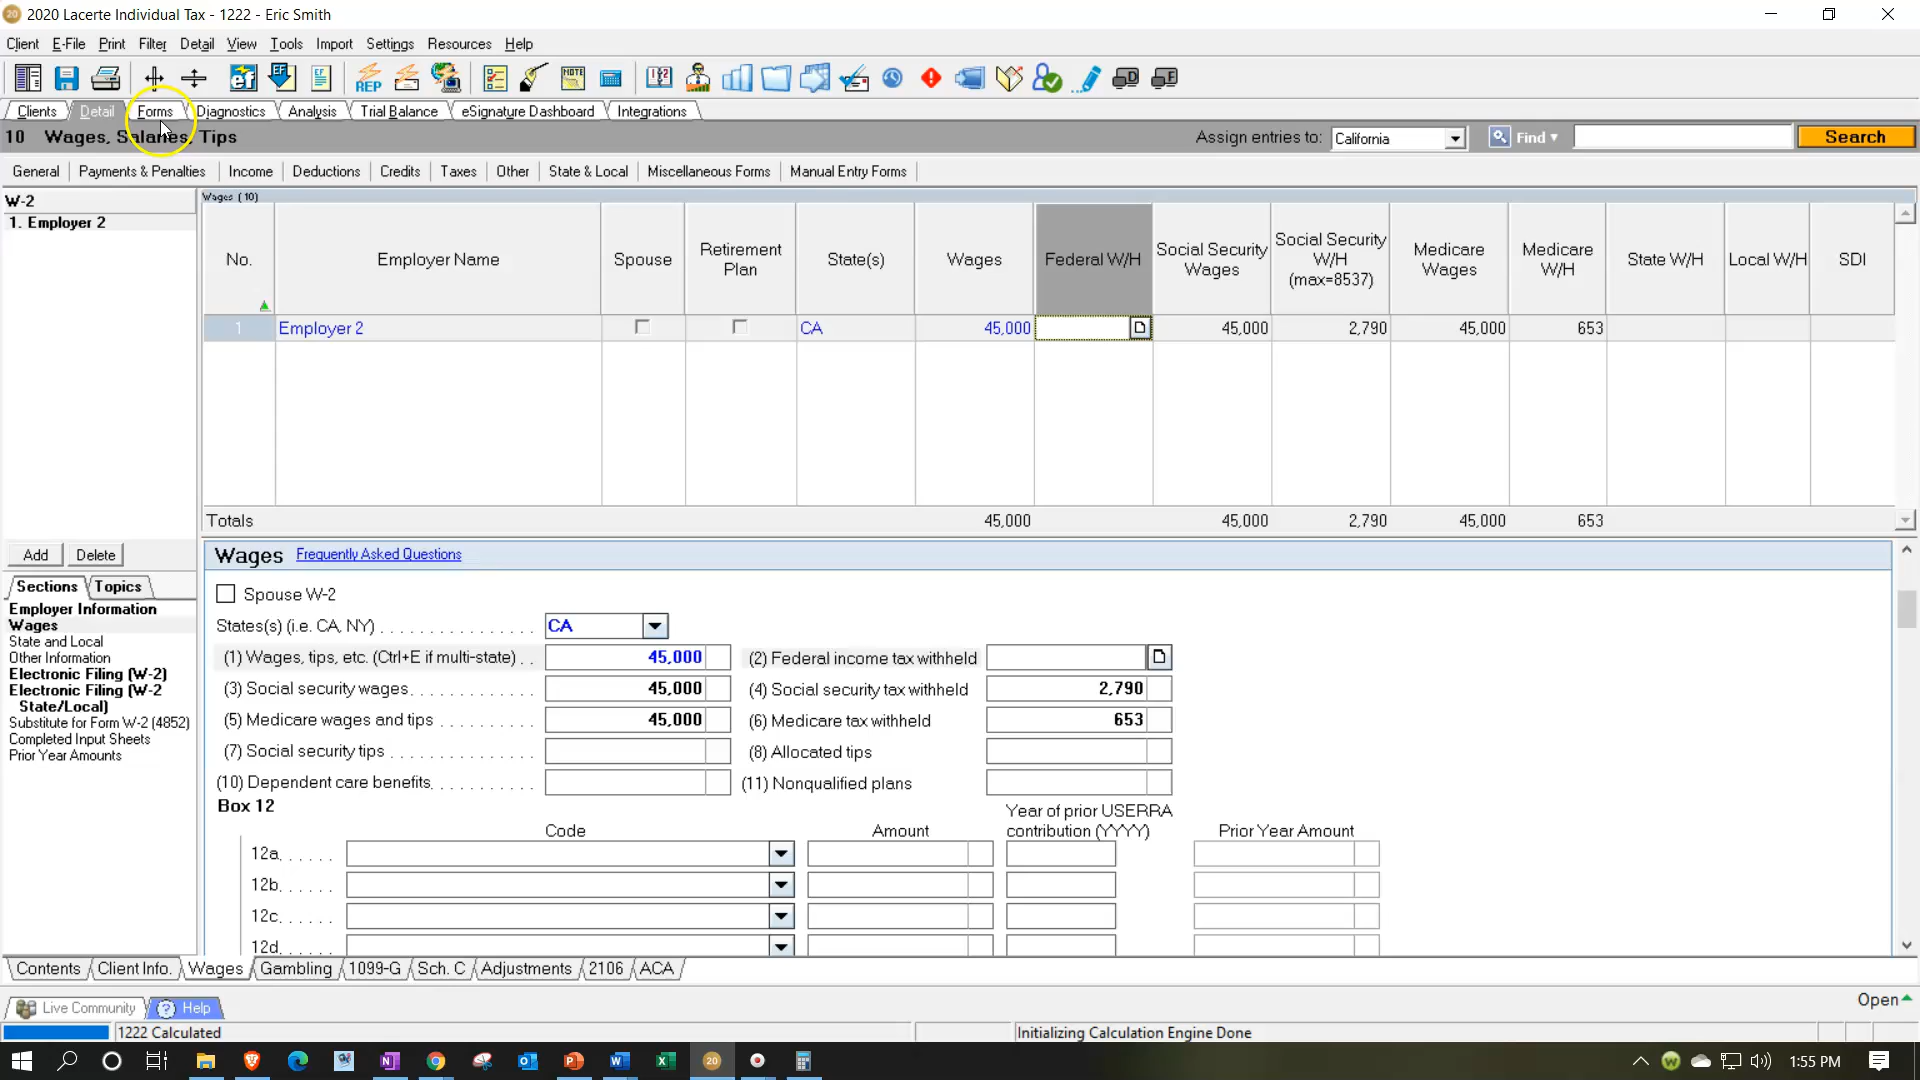 2020 Lacerte Individual Tax - 1222 - Eric Smith
Client E-File Print Filter Detail View Tools Import Settings Resources Help
REP NOTE
Clients Detail Forms Diagnostics Analysis Trial Balance eSignature Dashboard Integrations
10 Wages, Salaries, Tips Assign entries to: California Find Search
General Payments & Penalties Income Deductions Credits Taxes Other State & Local Miscellaneous Forms Manual Entry Forms
W-2
1. Employer 2
Wages (10)
No. Employer Name Spouse Retirement Plan State(s) Wages Federal W/H Social Security Wages Social Security W/H (max=8537) Medicare Wages Medicare W/H State W/H Local W/H SDI
1 Employer 2 CA 45,000 45,000 2,790 45,000 653
Totals 45,000 45,000 2,790 45,000 653
Add Delete
Sections Topics
Employer Information
Wages
State and Local
Other Information
Electronic Filing (W-2)
Electronic Filing (W-2
State/Local)
Substitute for Form W-2 (4852)
Completed Input Sheets
Prior Year Amounts
Wages Frequently Asked Questions
Spouse W-2
States(s) (i.e. CA, NY) CA
(1) Wages, tips, etc. (Ctrl+E if multi-state) . . 45,000 (2) Federal income tax withheld
(3) Social security wages 45,000 (4) Social security tax withheld 2,790
(5) Medicare wages and tips 45,000 (6) Medicare tax withheld 653
(7) Social security tips (8) Allocated tips
(10) Dependent care benefits (11) Nonqualified plans
Box 12
Code Amount Year of prior USERRA contribution (YYYY) Prior Year Amount
12a. . . . . .
12b. . . . . .
12c. . . . . .
12d. . . . . .
Contents Client Info. Wages Gambling 1099-G Sch. C Adjustments 2106 ACA
Live Community Help Open
1222 Calculated Initializing Calculation Engine Done
1:55 PM